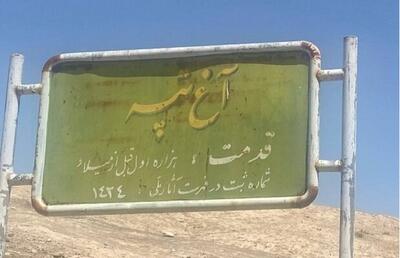 آغ تپه
قدمت : هزاره اول قبل از میلاد
شماره ثبت در فهرست آثار ملی : ۱۴۲۴